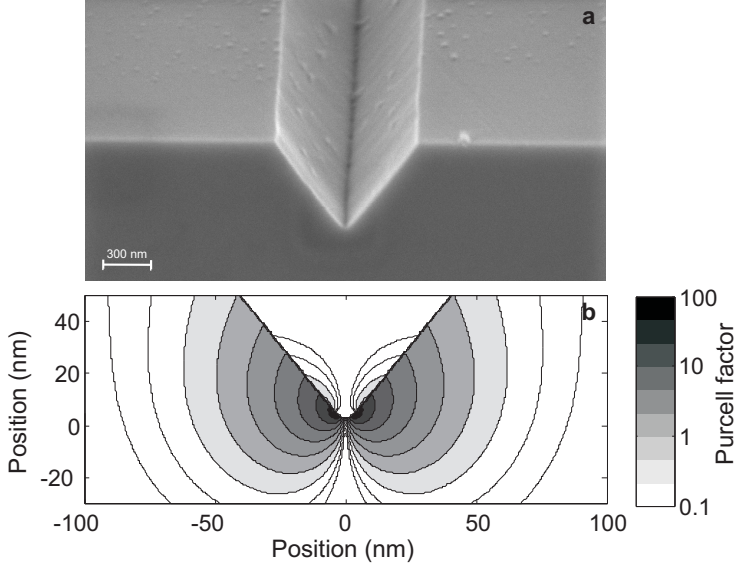 a
300 nm
b
Position (nm)
40
20
0
-20
-100
-50
0
50
100
Position (nm)
100
10
1
0.1
Purcell factor